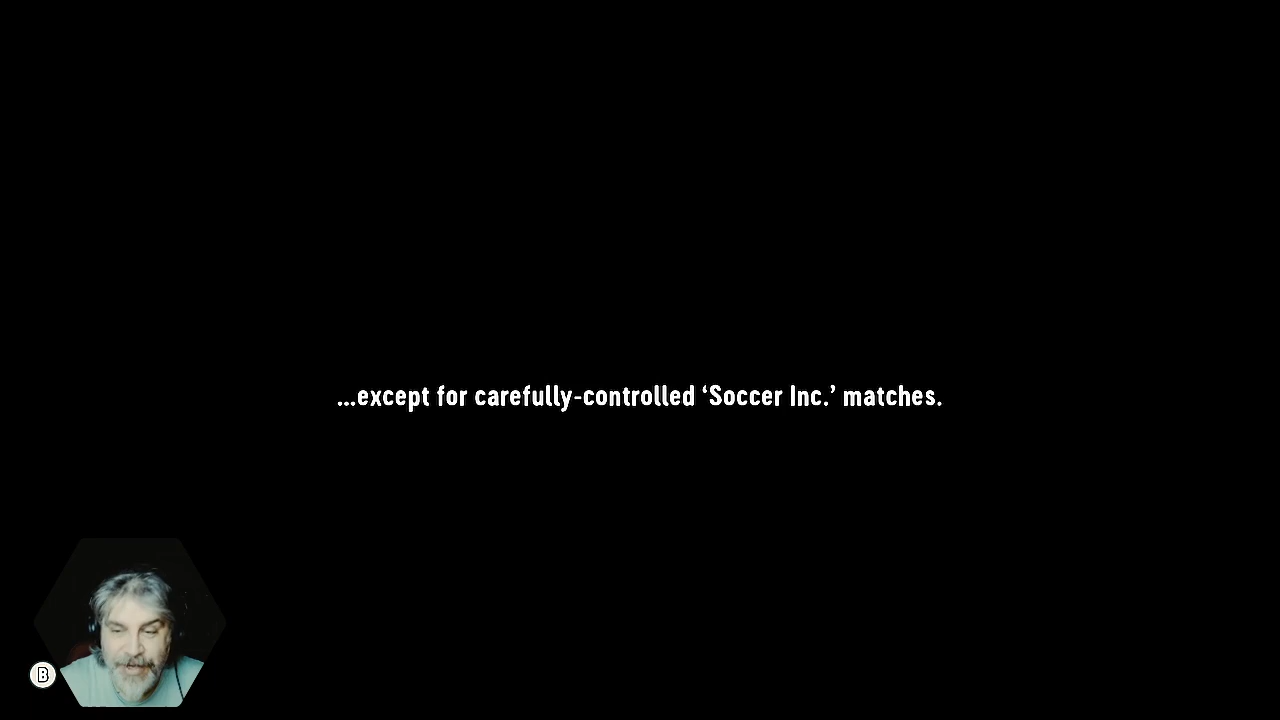 ...except for carefully-controlled ‘Soccer Inc.’ matches.
B